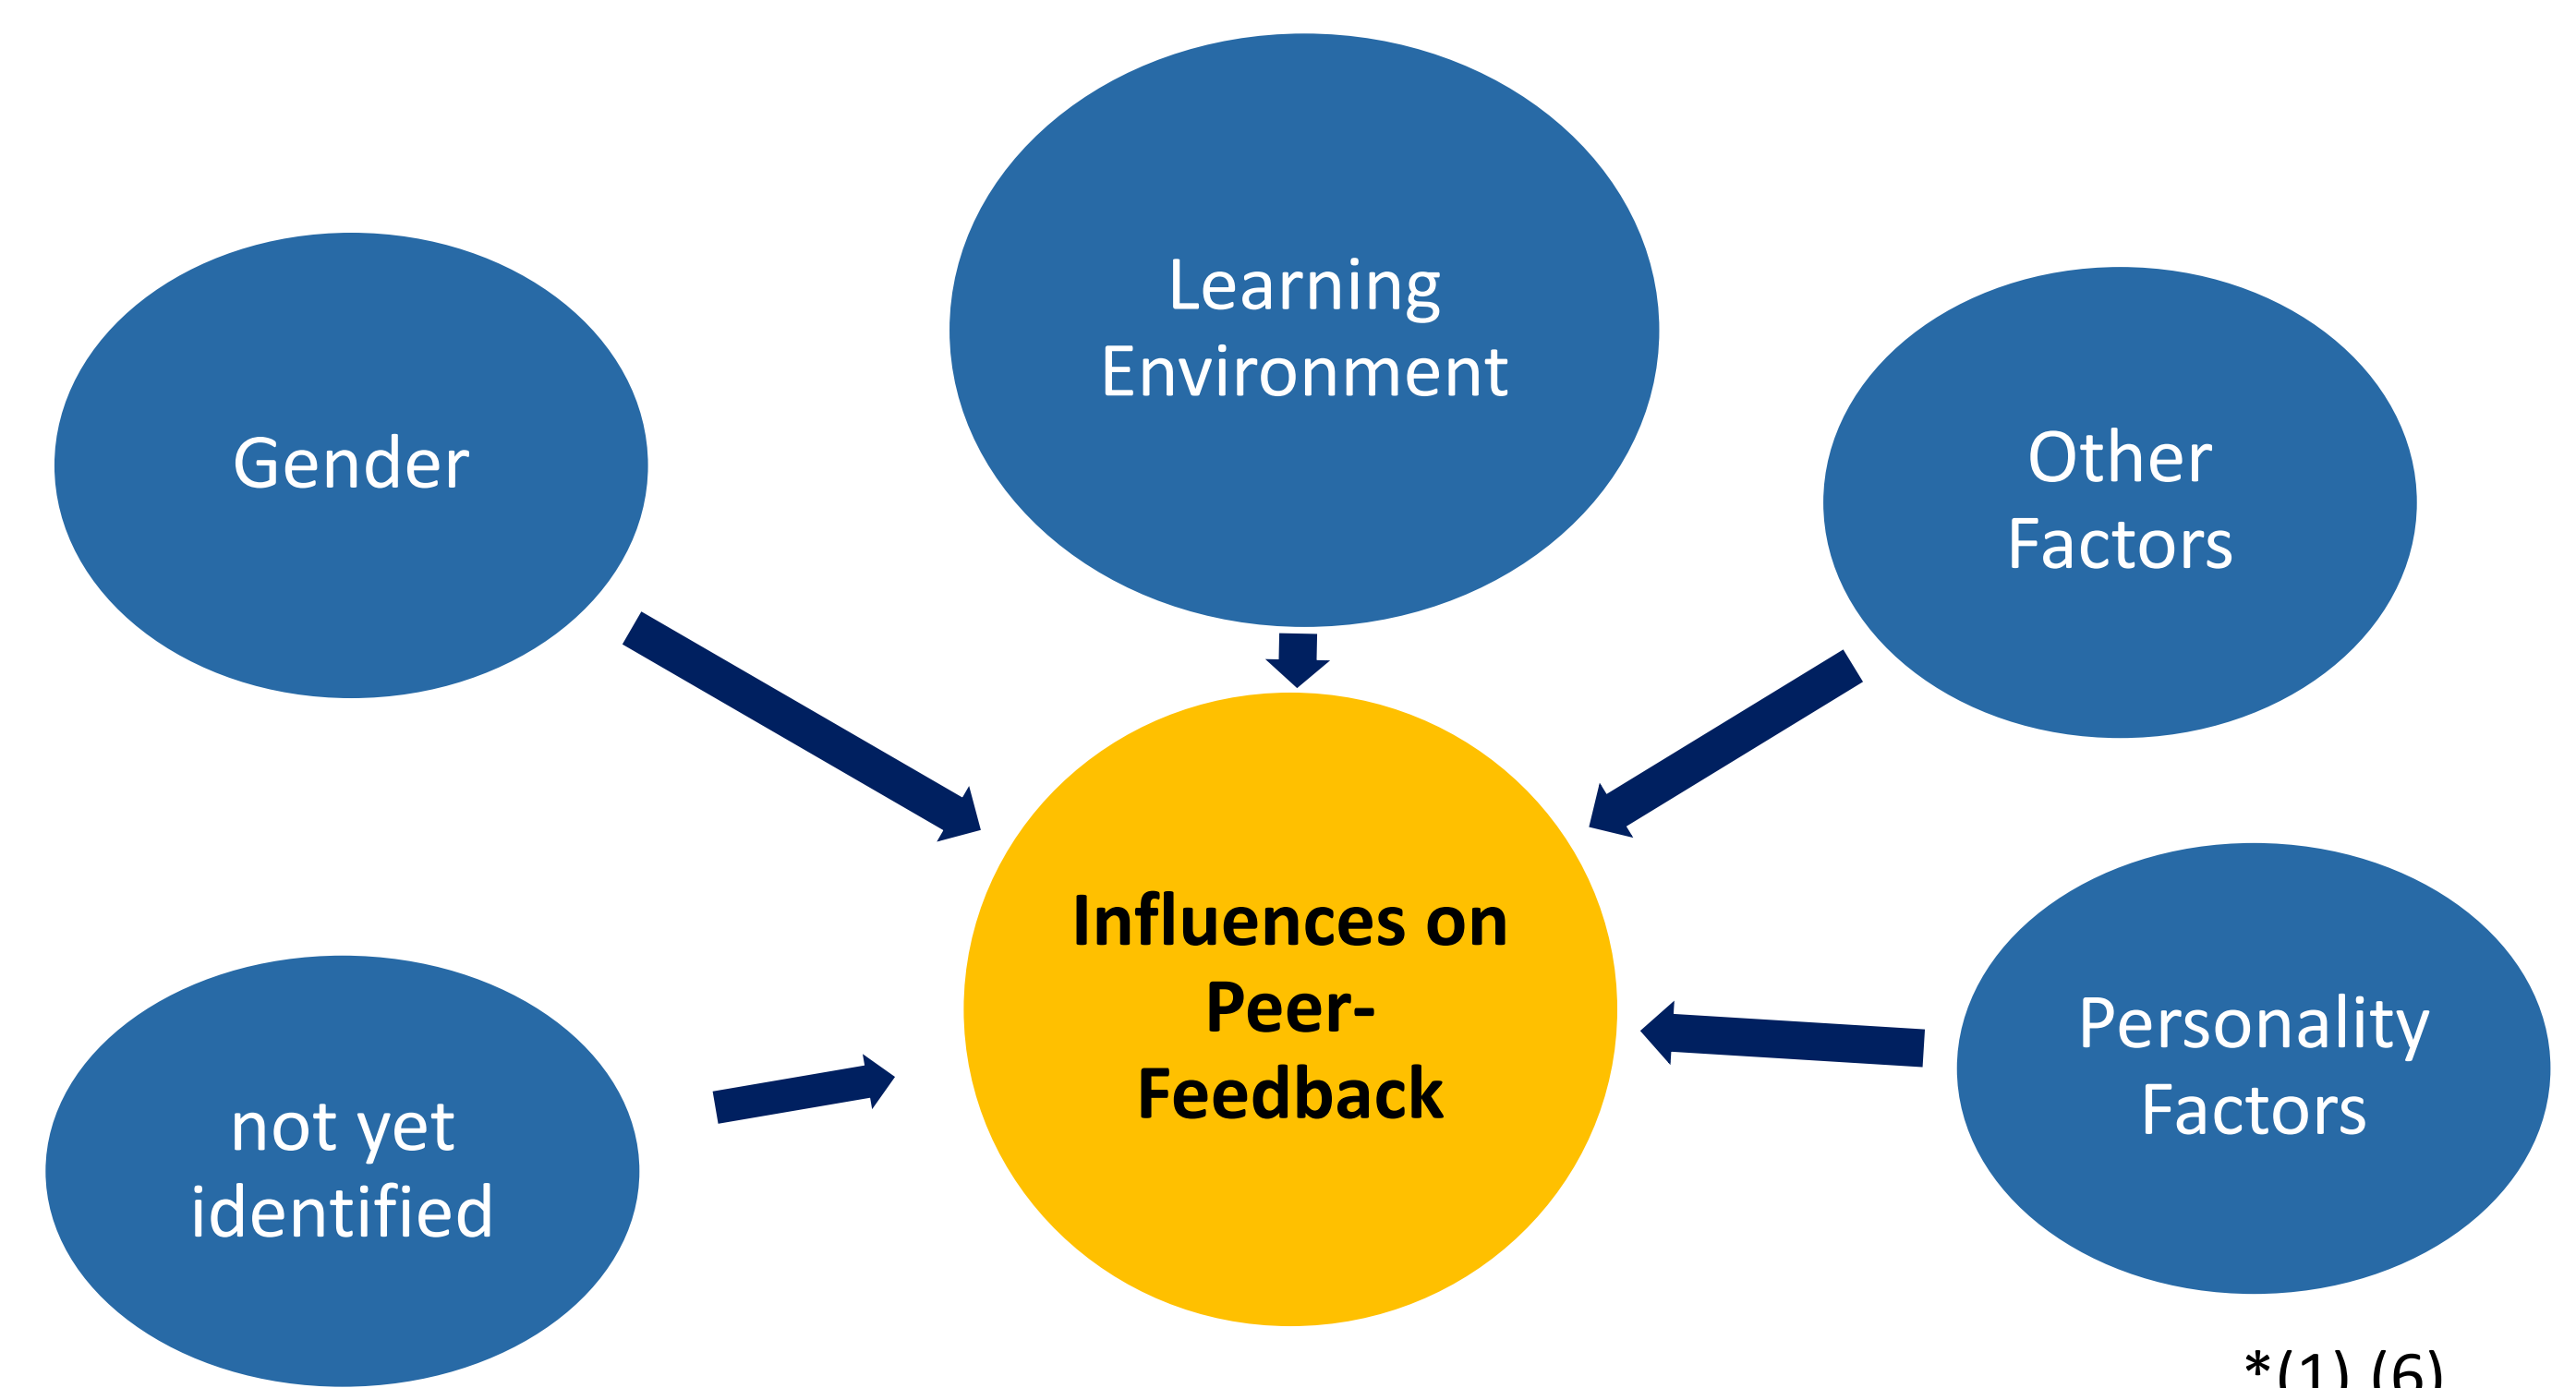 Learning
Environment
Gender
Other
Factors
Influences on
Peer-
Feedback
Personality
Factors
not yet
identified
*(1) (6)